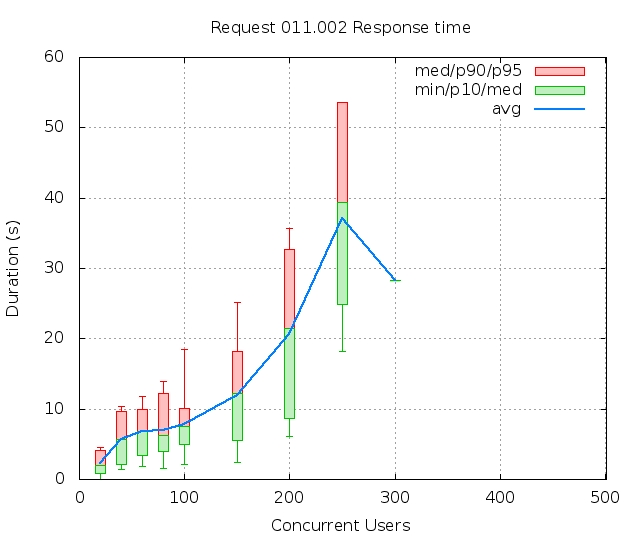 Request 011.002 Response time
60
50
40
30
20
10
0
Duration (s)
med/p90/p95
min/p10/med
avg
0 100 200 300 400 500
Concurrent Users